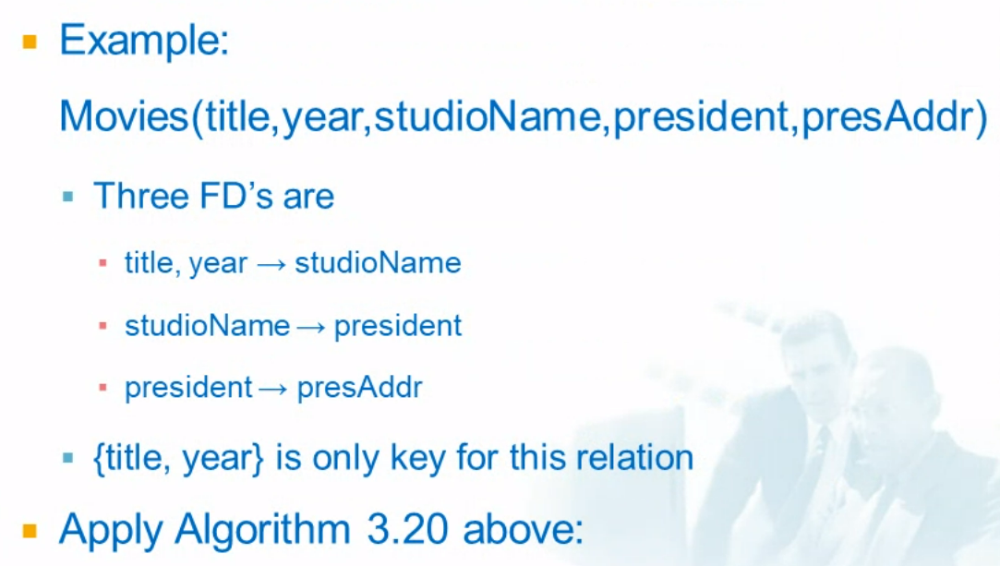 Example:
Movies(title,year,studioName,president,presAddr)
Three FD’s are
title, year → studioName
studioName → president
president → presAddr
{title, year} is only key for this relation
Apply Algorithm 3.20 above: